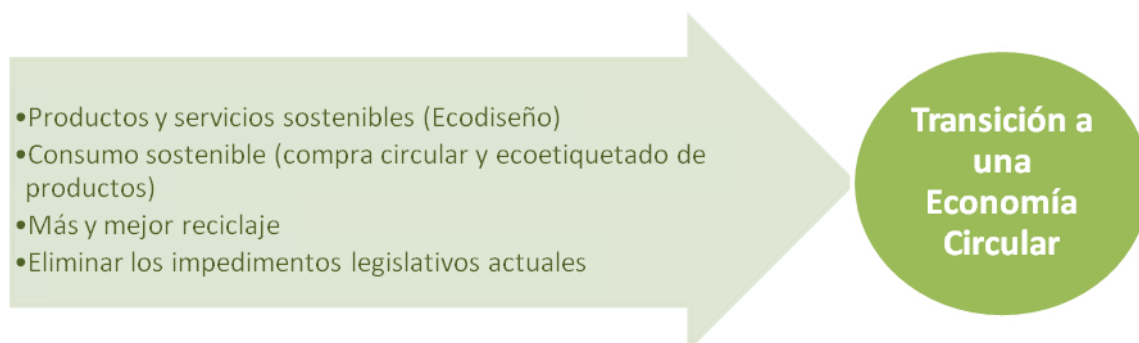 •Productos y servicios sostenibles (Ecodiseño)
•Consumo sostenible (compra circular y ecoetiquetado de
productos)
•Más y mejor reciclaje
•Eliminar los impedimentos legislativos actuales
Transición a
una
Economía
Circular